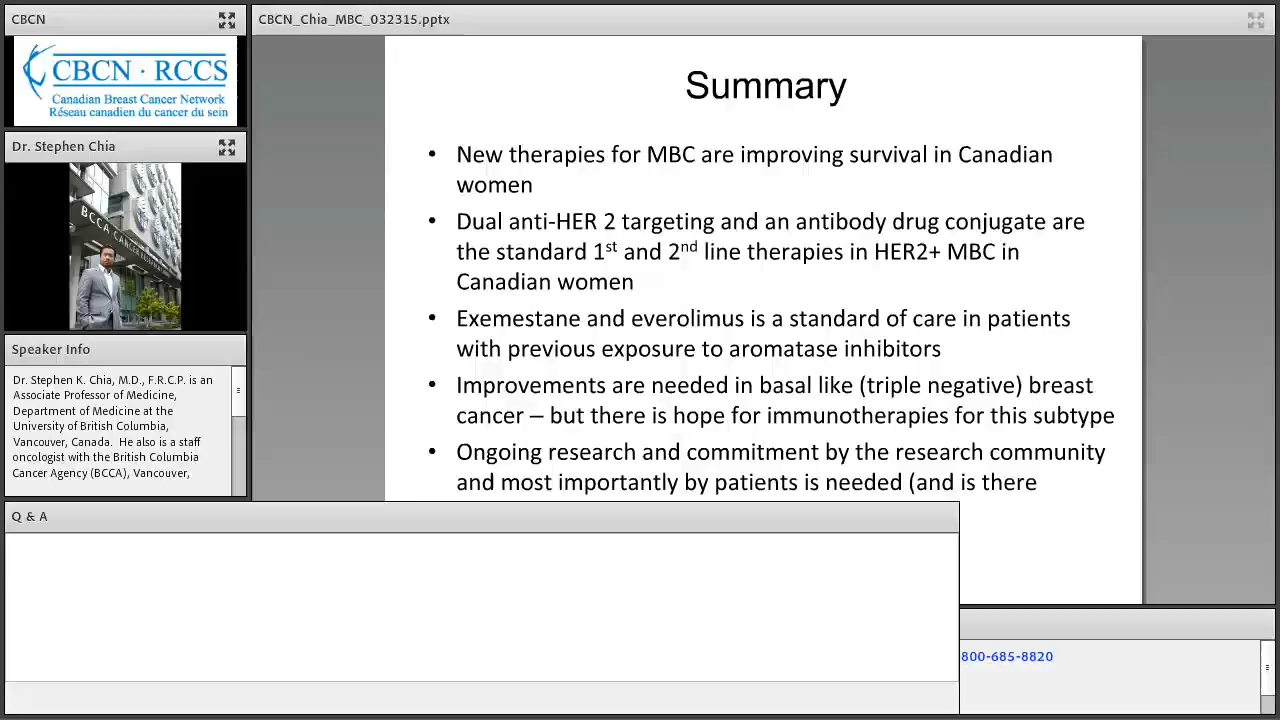 CBCN
CBCN · RCCS
Canadian Breast Cancer Network
Réseau canadien du cancer du sein
Dr. Stephen Chia
BCCA CANCER
Speaker Info
Dr. Stephen K. Chia, M.D., F.R.C.P. is an
Associate Professor of Medicine,
Department of Medicine at the
University of British Columbia,
Vancouver, Canada.  He also is a staff
oncologist with the British Columbia
Cancer Agency (BCCA), Vancouver,
CBCN_Chia_MBC_032315.pptx
Summary
• New therapies for MBC are improving survival in Canadian
women
• Dual anti-HER 2 targeting and an antibody drug conjugate are
the standard 1st and 2nd line therapies in HER2+ MBC in
Canadian women
• Exemestane and everolimus is a standard of care in patients
with previous exposure to aromatase inhibitors
• Improvements are needed in basal like (triple negative) breast
cancer – but there is hope for immunotherapies for this subtype
• Ongoing research and commitment by the research community
and most importantly by patients is needed (and is there
Q & A
800-685-8820